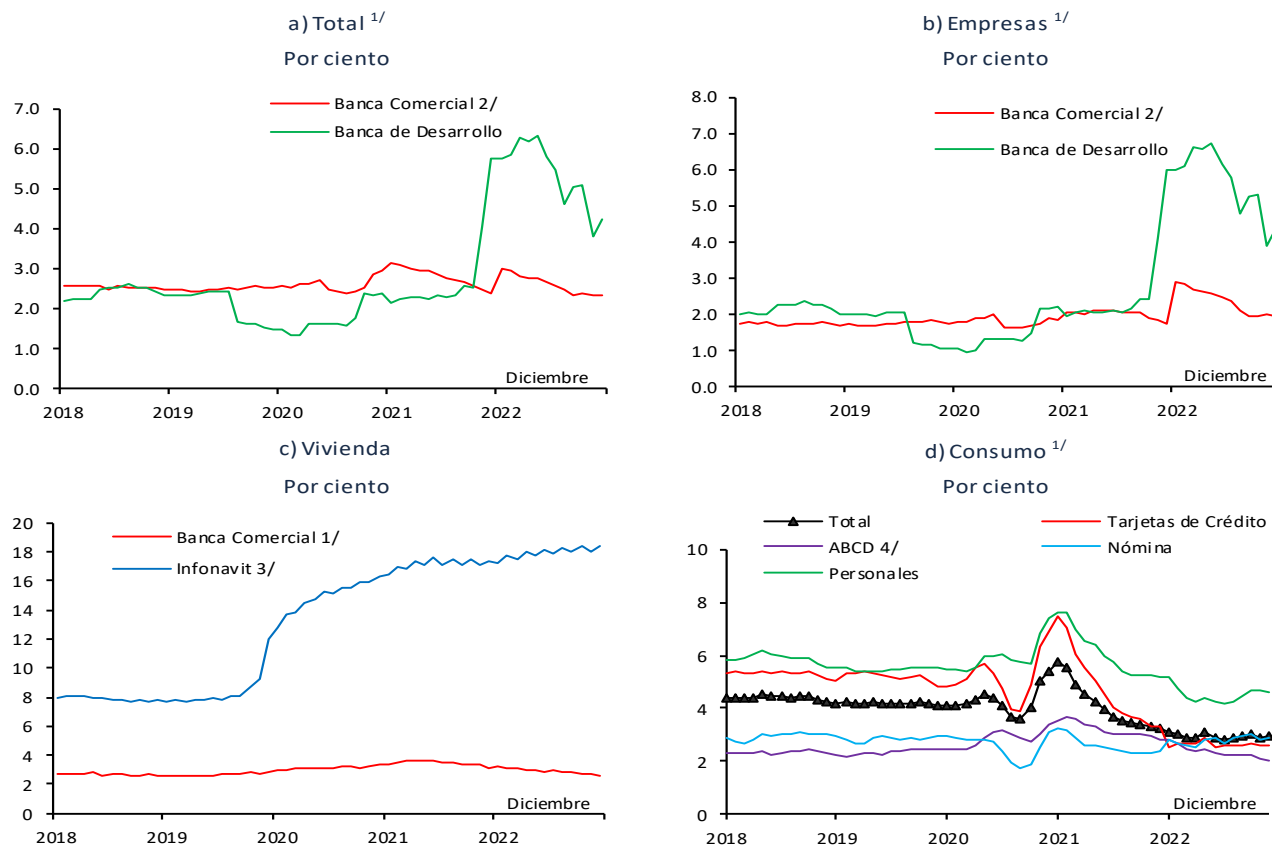 a) Total 1/
Por ciento
Banca Comercial 2/
Banca de Desarrollo
7.0
6.0
5.0
4.0
3.0
2.0
1.0
0.0
Diciembre
2018 2019 2020 2021 2022
b) Empresas 1/
Por ciento
Banca Comercial 2/
Banca de Desarrollo
8.0
7.0
6.0
5.0
4.0
3.0
2.0
1.0
0.0
Diciembre
2018 2019 2020 2021 2022
c) Vivienda
Por ciento
Banca Comercial 1/
Infonavit 3/
20
18
16
14
12
10
8
6
4
2
0
Diciembre
2018 2019 2020 2021 2022
d) Consumo 1/
Por ciento
Total Tarjetas de Crédito
ABCD 4/ Nómina
Personales
10
8
6
4
2
0
Diciembre
2018 2019 2020 2021 2022